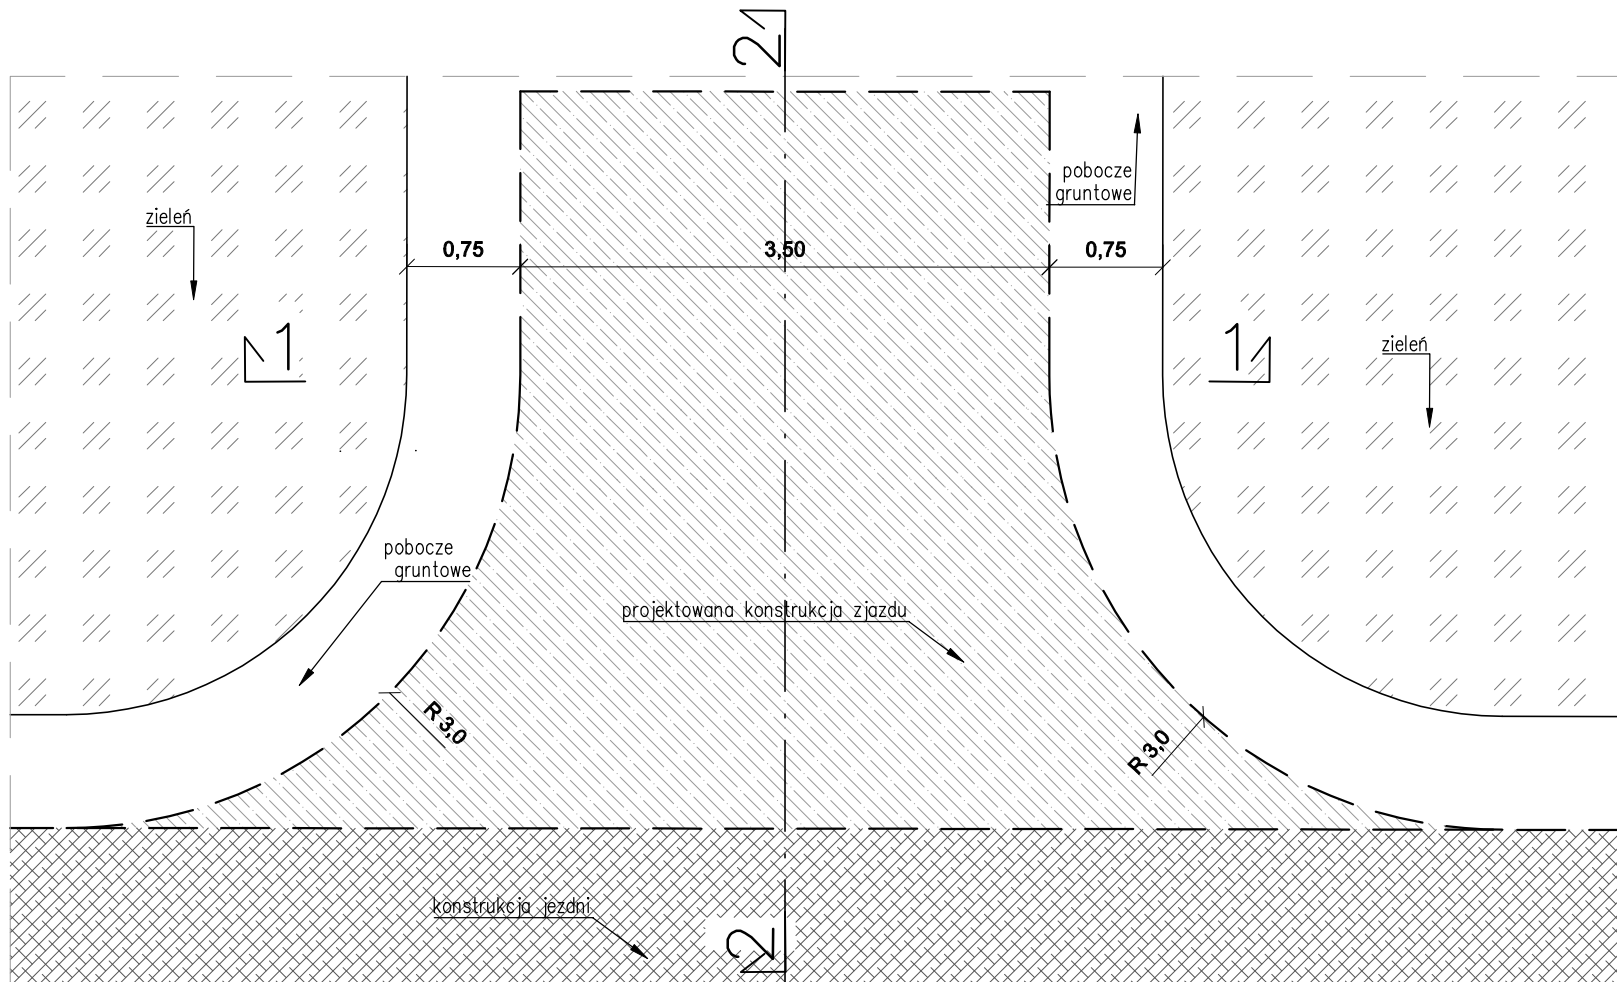 2
pobocze
gruntowe
zieleń
0,75
3,50
0,75
1
1
zieleń
pobocze
gruntowe
projektowana konstrukcja zjazdu
R 3,0
R 3,0
konstrukcja jezdni
2